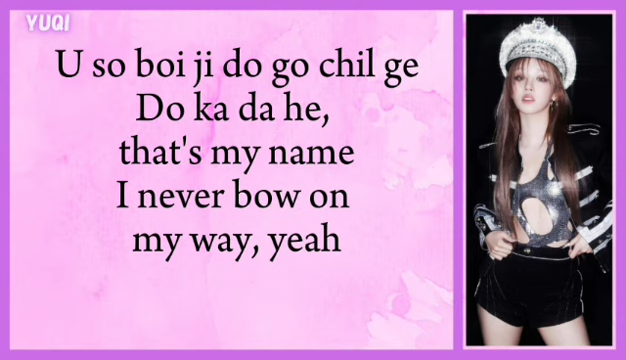 YUQI
U so boi ji do go chil ge
Do ka da he,
that's my name
I never bow on
my way, yeah